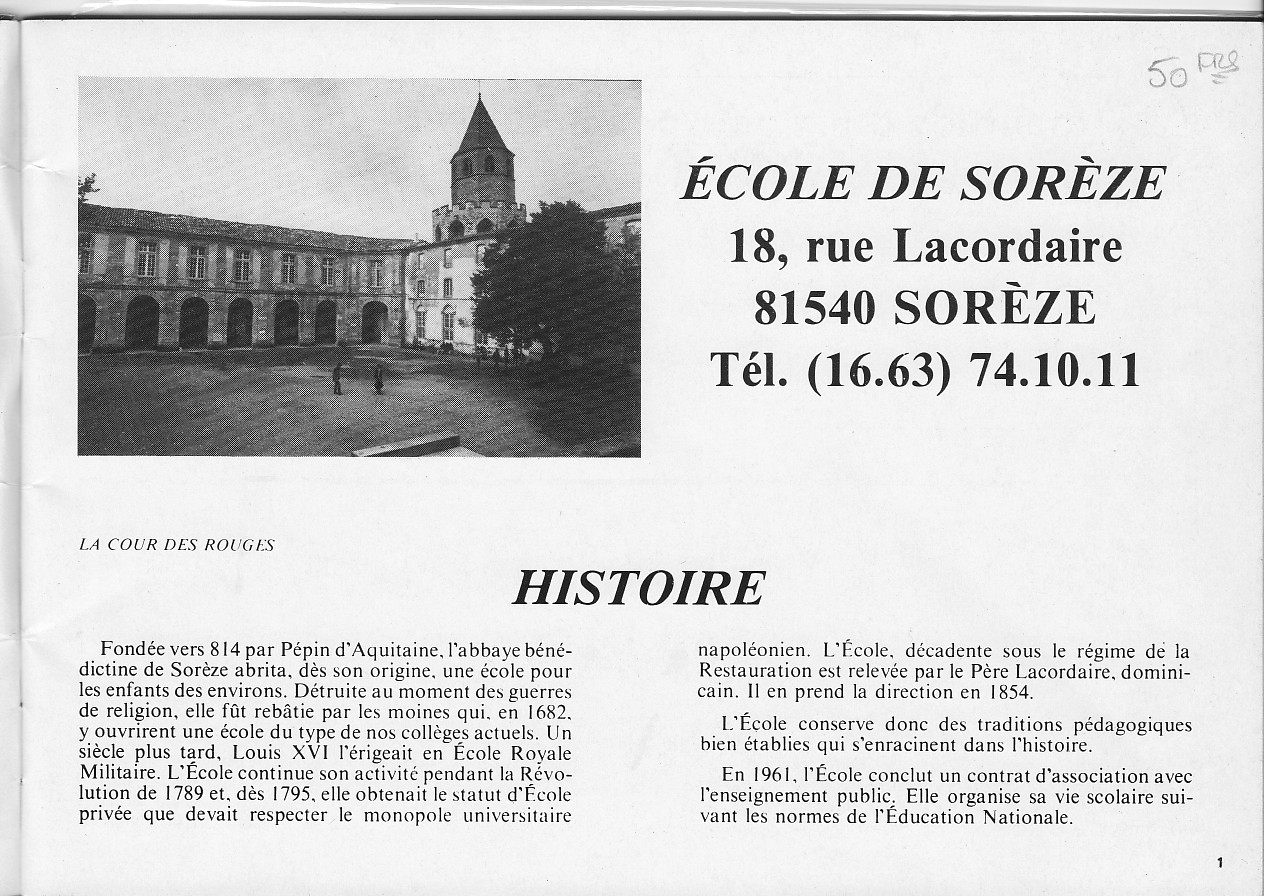 50 FRS
ÉCOLE DE SORÈZE
18, rue Lacordaire
81540 SORÈZE
Tél. (16.63) 74.10.11
LA COUR DES ROUGES
HISTOIRE
Fondée vers 814 par Pépin d'Aquitaine, l'abbaye béné-
dictine de Sorèze abrita, dès son origine, une école pour
les enfants des environs. Détruite au moment des guerres
de religion, elle fût rebâtie par les moines qui, en 1682,
y ouvrirent une école du type de nos collèges actuels. Un
siècle plus tard, Louis XVI l'érigeait en École Royale
Militaire. L'École continue son activité pendant la Révo-
lution de 1789 et, dès 1795, elle obtenait le statut d'École
privée que devait respecter le monopole universitaire
napoléonien. L'École, décadente sous le régime de la
Restauration est relevée par le Père Lacordaire, domini-
cain. Il en prend la direction en 1854.
L'École conserve donc des traditions pédagogiques
bien établies qui s'enracinent dans l'histoire.
En 1961, l'École conclut un contrat d'association avec
l'enseignement public. Elle organise sa vie scolaire sui-
vant les normes de l'Éducation Nationale.
1